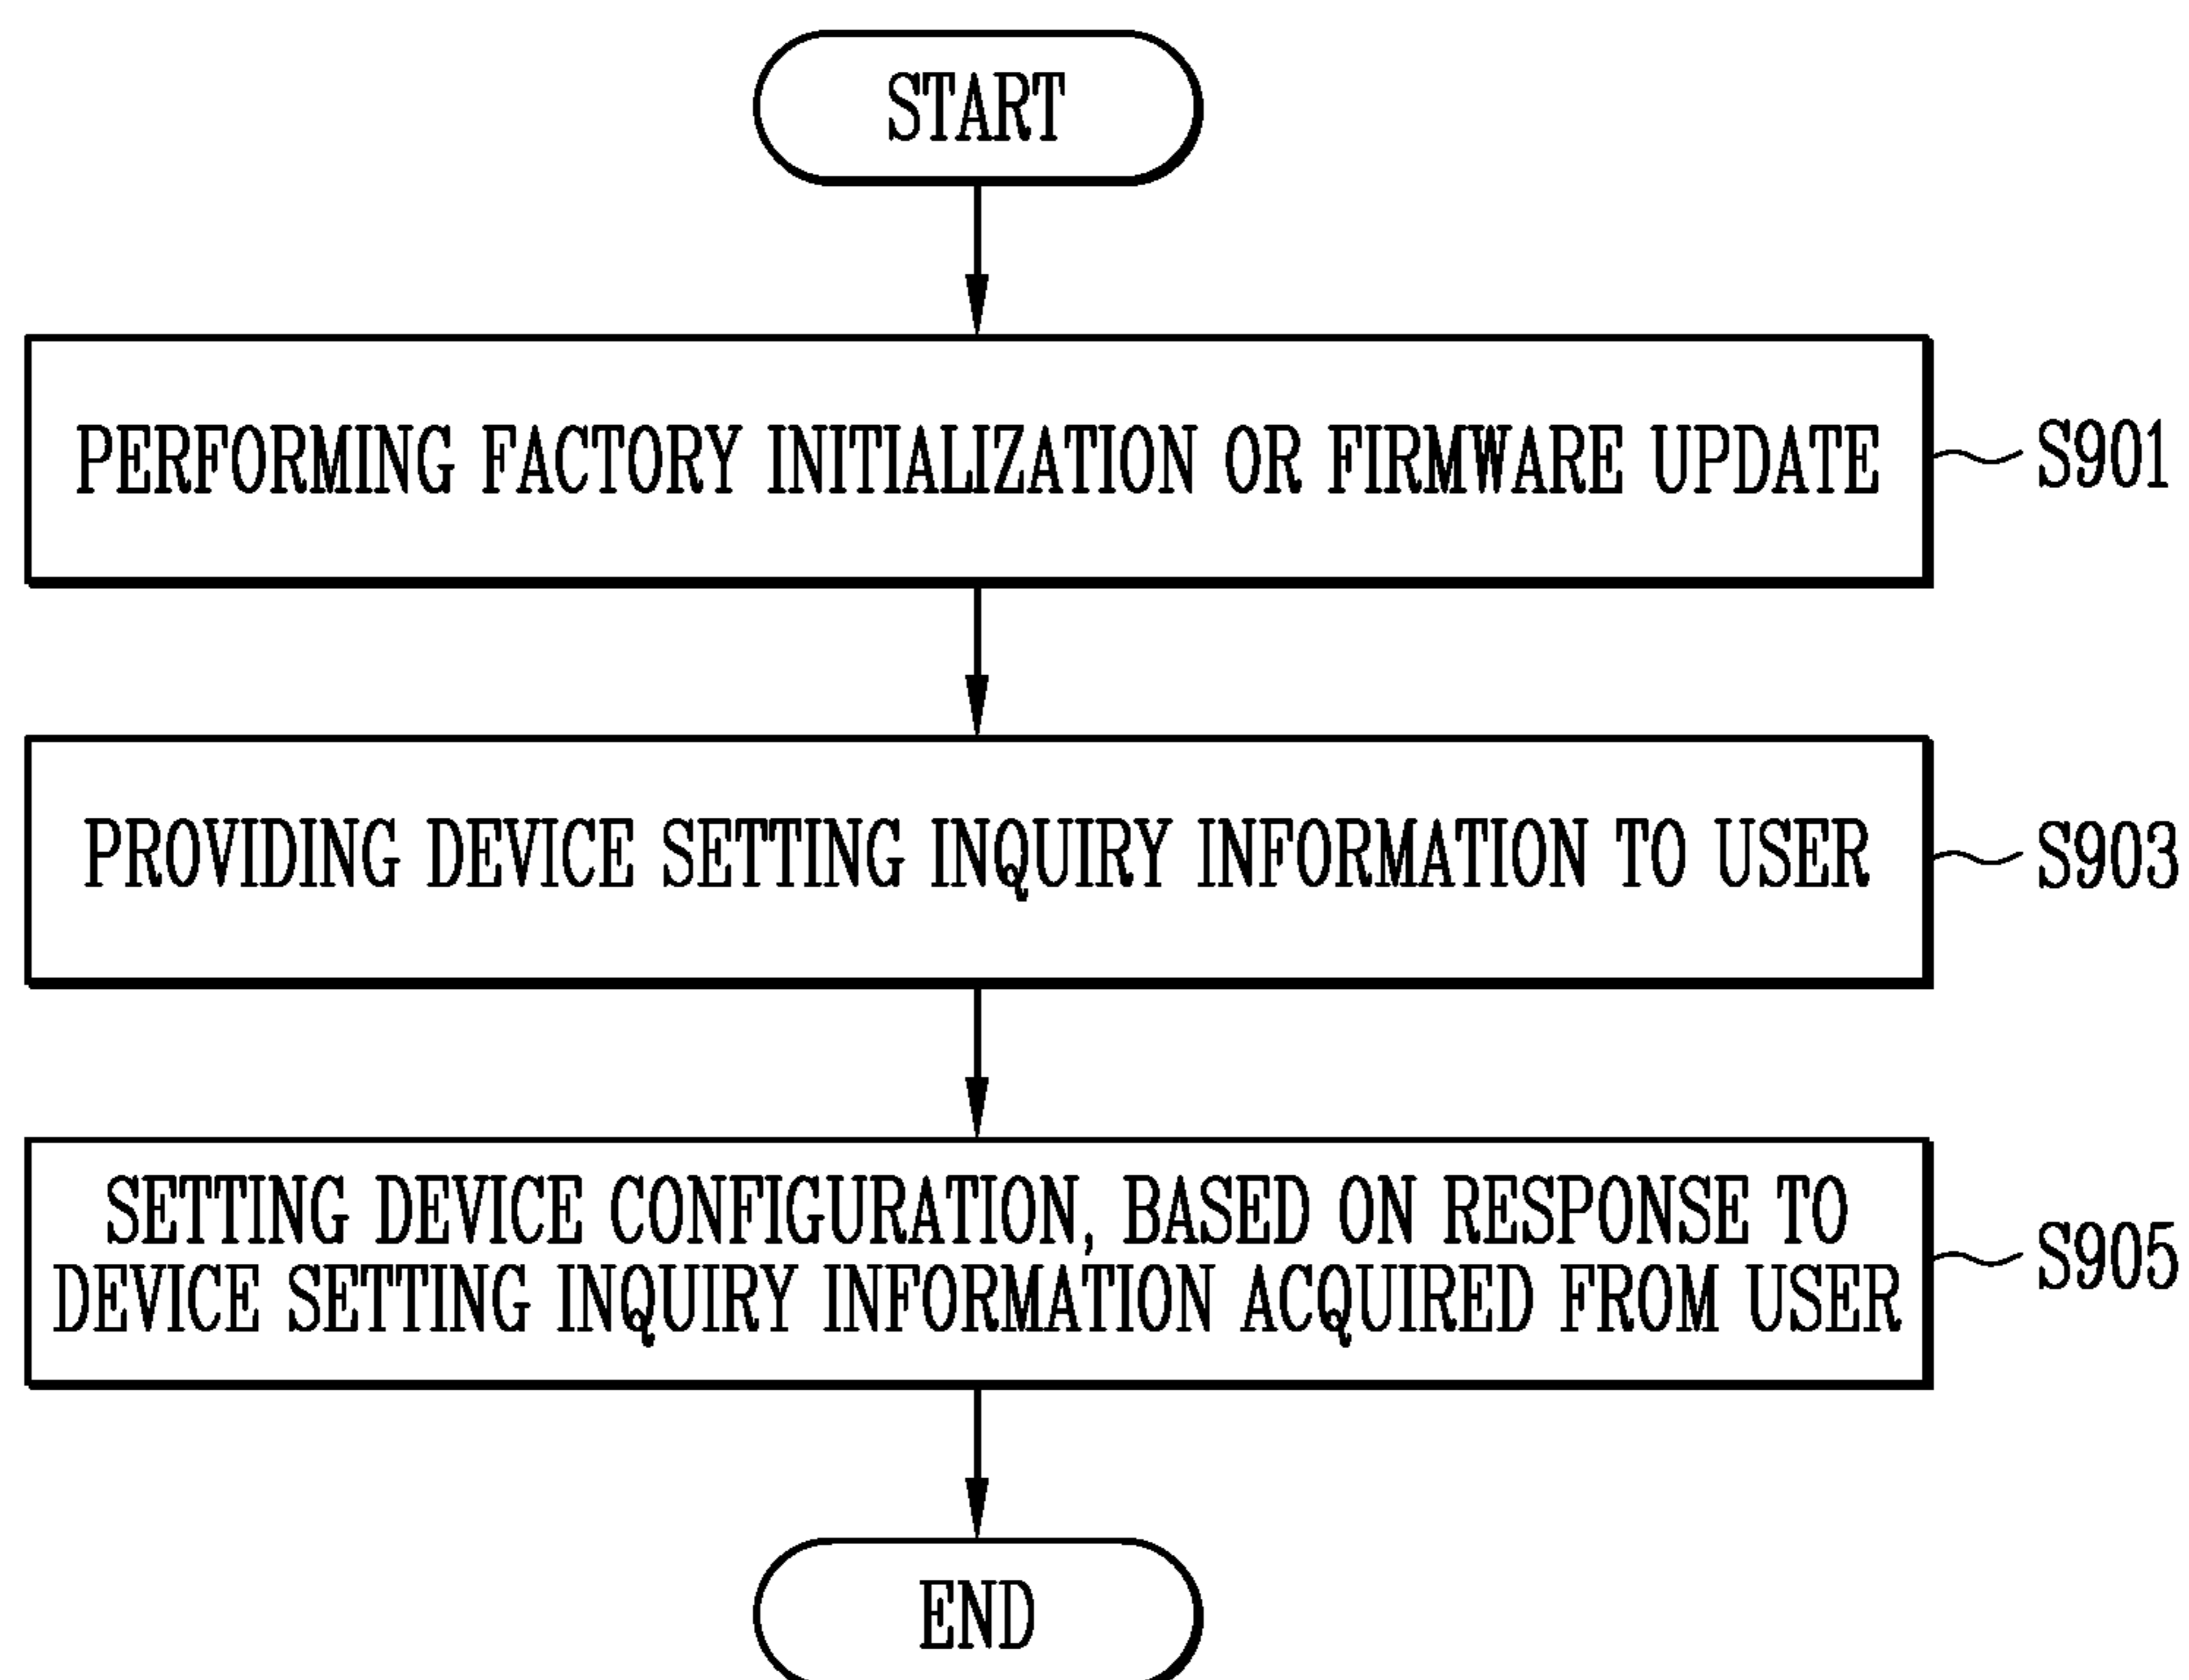 START
PERFORMING FACTORY INITIALIZATION OR FIRMWARE UPDATE
S901
PROVIDING DEVICE SETTING INQUIRY INFORMATION TO USER
S903
SETTING DEVICE CONFIGURATION, BASED ON RESPONSE TO
DEVICE SETTING INQUIRY INFORMATION ACQUIRED FROM USER
S905
END